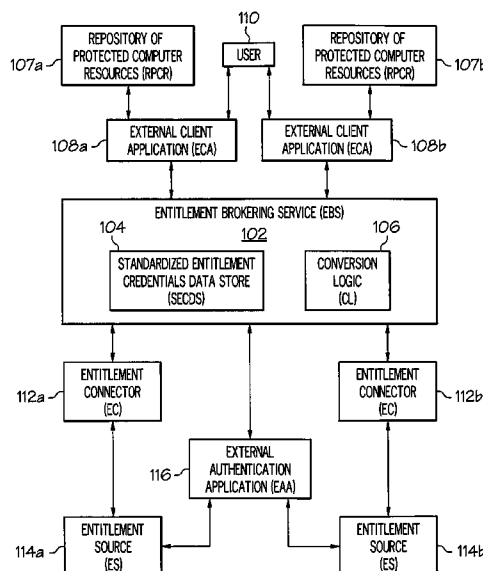 110
REPOSITORY OF
PROTECTED COMPUTER
RESOURCES (RPCR)
107a
USER
REPOSITORY OF
PROTECTED COMPUTER
RESOURCES (RPCR)
107b
EXTERNAL CLIENT
APPLICATION (ECA)
108a
EXTERNAL CLIENT
APPLICATION (ECA)
108b
ENTITLEMENT BROKERING SERVICE (EBS)
104
102
106
STANDARDIZED ENTITLEMENT
CREDENTIALS DATA STORE
(SECDS)
CONVERSION
LOGIC
(CL)
ENTITLEMENT
CONNECTOR
(EC)
112a
ENTITLEMENT
CONNECTOR
(EC)
112b
EXTERNAL
AUTHENTICATION
APPLICATION (EAA)
116
ENTITLEMENT
SOURCE
(ES)
114a
ENTITLEMENT
SOURCE
(ES)
114b